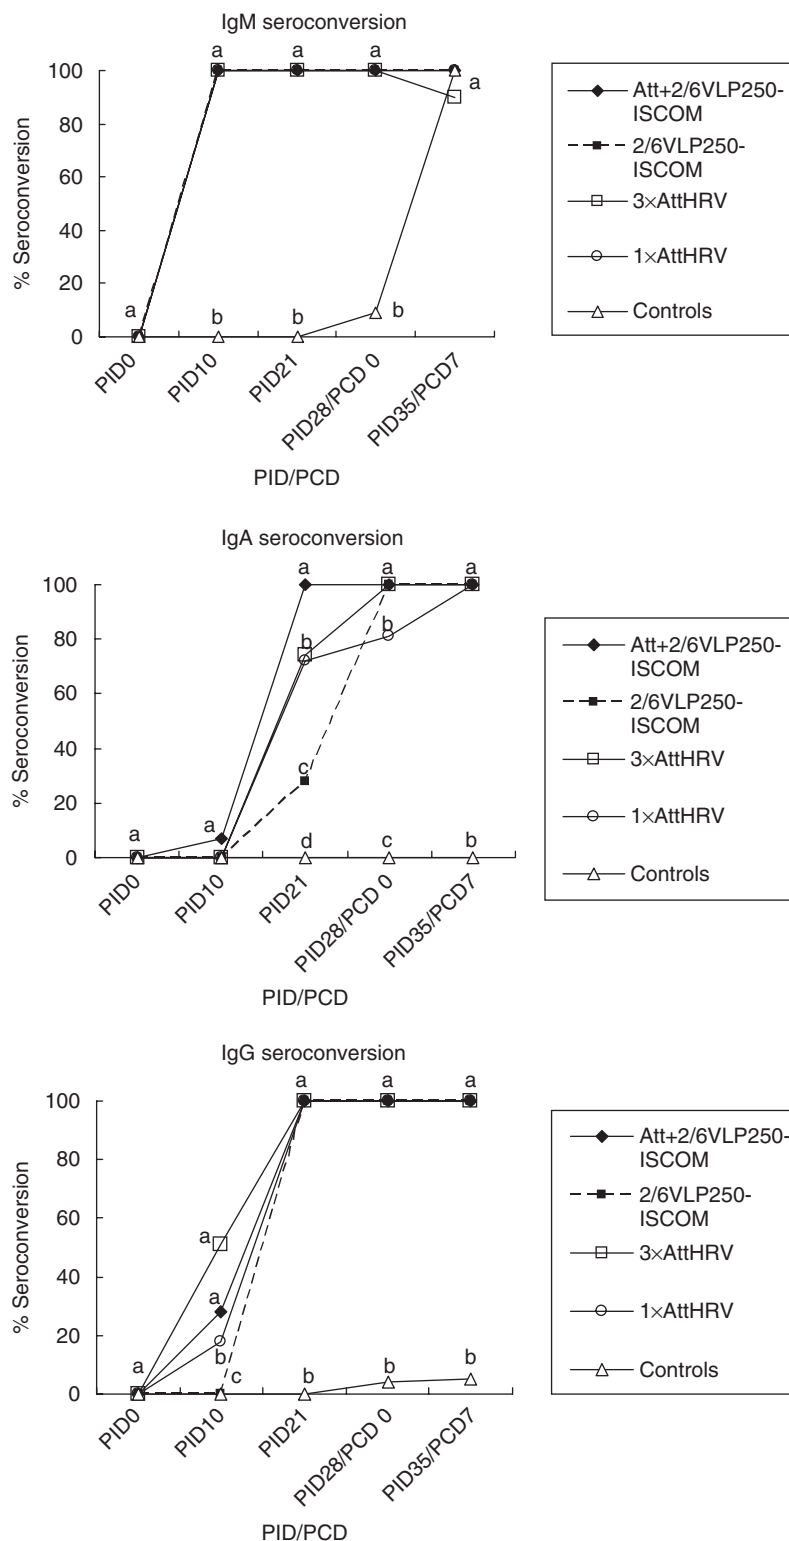 IgM seroconversion
a a a
100
80
60
40
20
0
a
a b b b
% Seroconversion
PID0
PID10
PID21
PID28/PCD 0
PID35/PCD7
PID/PCD
Att+2/6VLP250-
ISCOM
2/6VLP250-
ISCOM
3×AttHRV
1×AttHRV
Controls
IgA seroconversion
a a a
100
80
60
40
20
0
b b
c
a a d c b
% Seroconversion
PID0
PID10
PID21
PID28/PCD 0
PID35/PCD7
PID/PCD
Att+2/6VLP250-
ISCOM
2/6VLP250-
ISCOM
3×AttHRV
1×AttHRV
Controls
IgG seroconversion
a a a
100
80
60
40
20
0
a
a
b
a c b b b
% Seroconversion
PID0
PID10
PID21
PID28/PCD 0
PID35/PCD7
PID/PCD
Att+2/6VLP250-
ISCOM
2/6VLP250-
ISCOM
3×AttHRV
1×AttHRV
Controls